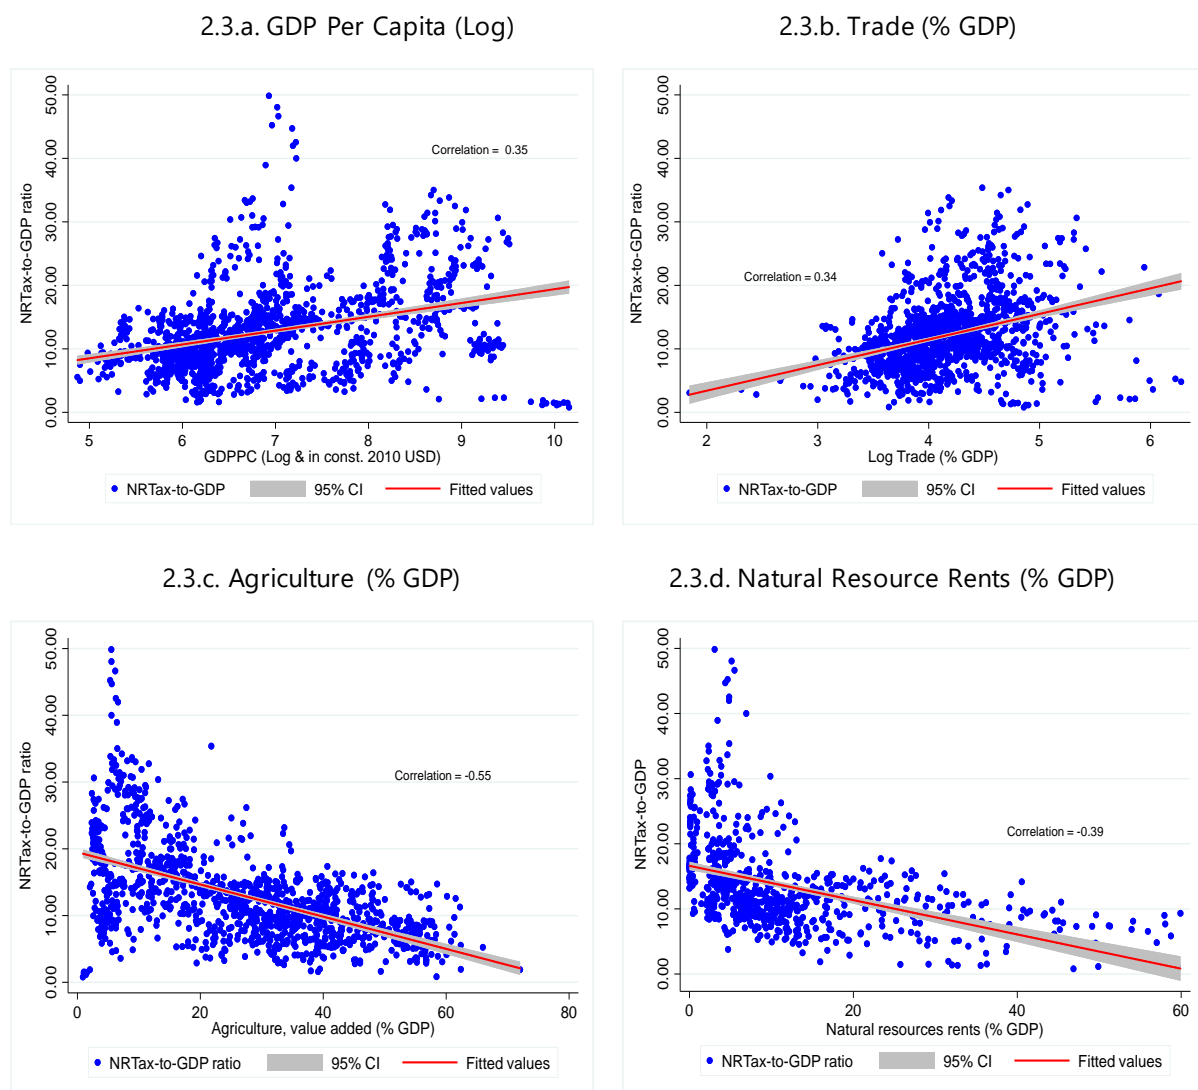 2.3.a. GDP Per Capita (Log)
2.3.b. Trade (% GDP)
NRTax-to-GDP ratio
0.00 10.00 20.00 30.00 40.00 50.00
Correlation = 0.35
5 6 7 8 9 10
GDPPC (Log & in const. 2010 USD)
NRTax-to-GDP 95% CI Fitted values
NRTax-to-GDP ratio
0.00 10.00 20.00 30.00 40.00 50.00
Correlation = 0.34
2 3 4 5 6
Log Trade (% GDP)
NRTax-to-GDP 95% CI Fitted values
2.3.c. Agriculture (% GDP)
2.3.d. Natural Resource Rents (% GDP)
NRTax-to-GDP ratio
0.00 10.00 20.00 30.00 40.00 50.00
Correlation = -0.55
0 20 40 60 80
Agriculture, value added (% GDP)
NRTax-to-GDP ratio 95% CI Fitted values
NRTax-to-GDP
0.00 10.00 20.00 30.00 40.00 50.00
Correlation = -0.39
0 20 40 60
Natural resources rents (% GDP)
NRTax-to-GDP ratio 95% CI Fitted values